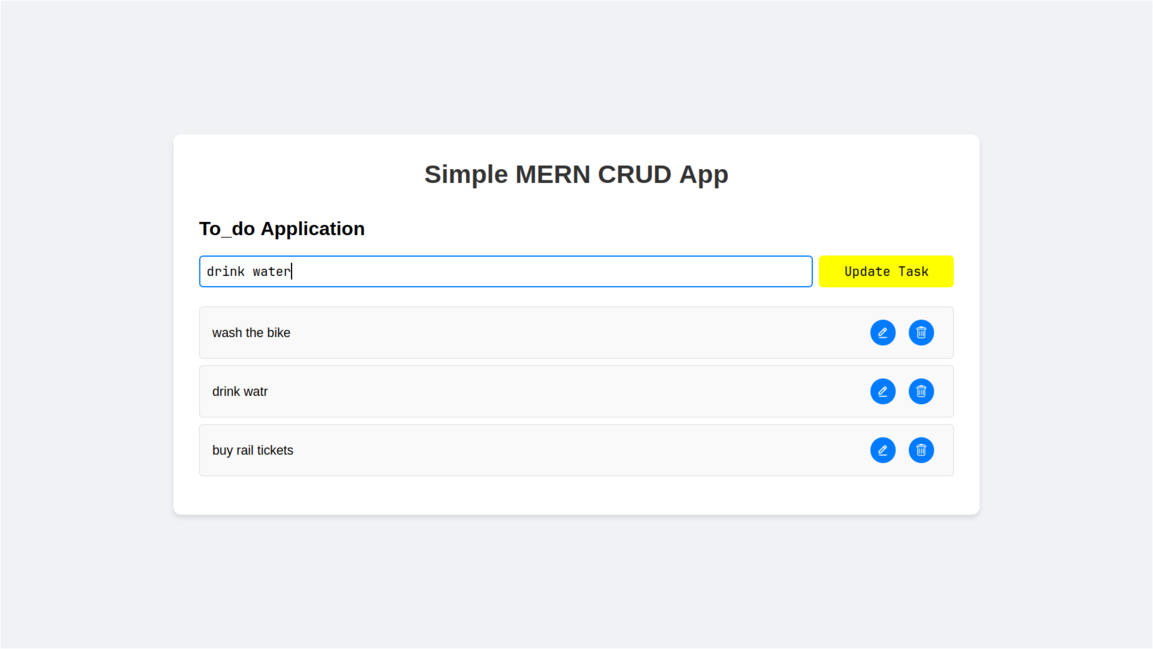 Simple MERN CRUD App
To_do Application
drink water
Update Task
wash the bike
drink watr
buy rail tickets